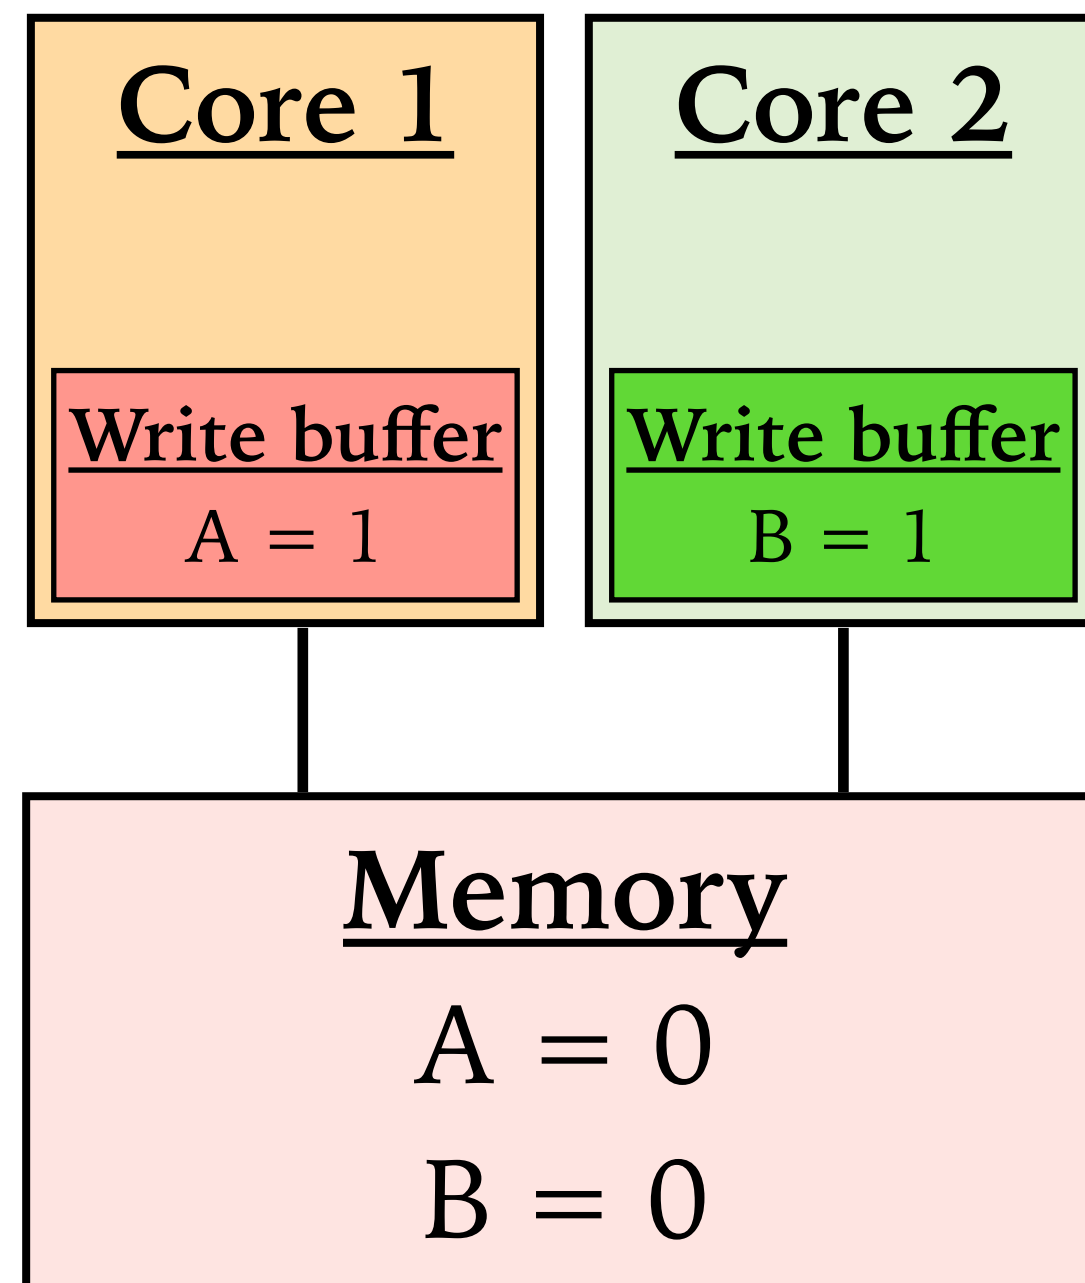 Core 1
Write buffer
A = 1
Core 2
Write buffer
B = 1
Memory
A = 0
B = 0